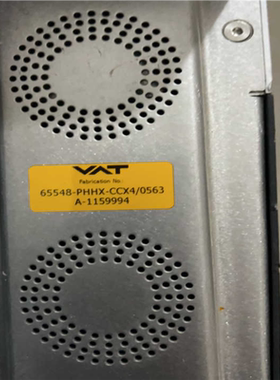 VAT
Fabrication No.
65548-PHHX-CCX4/0563
A-1159994